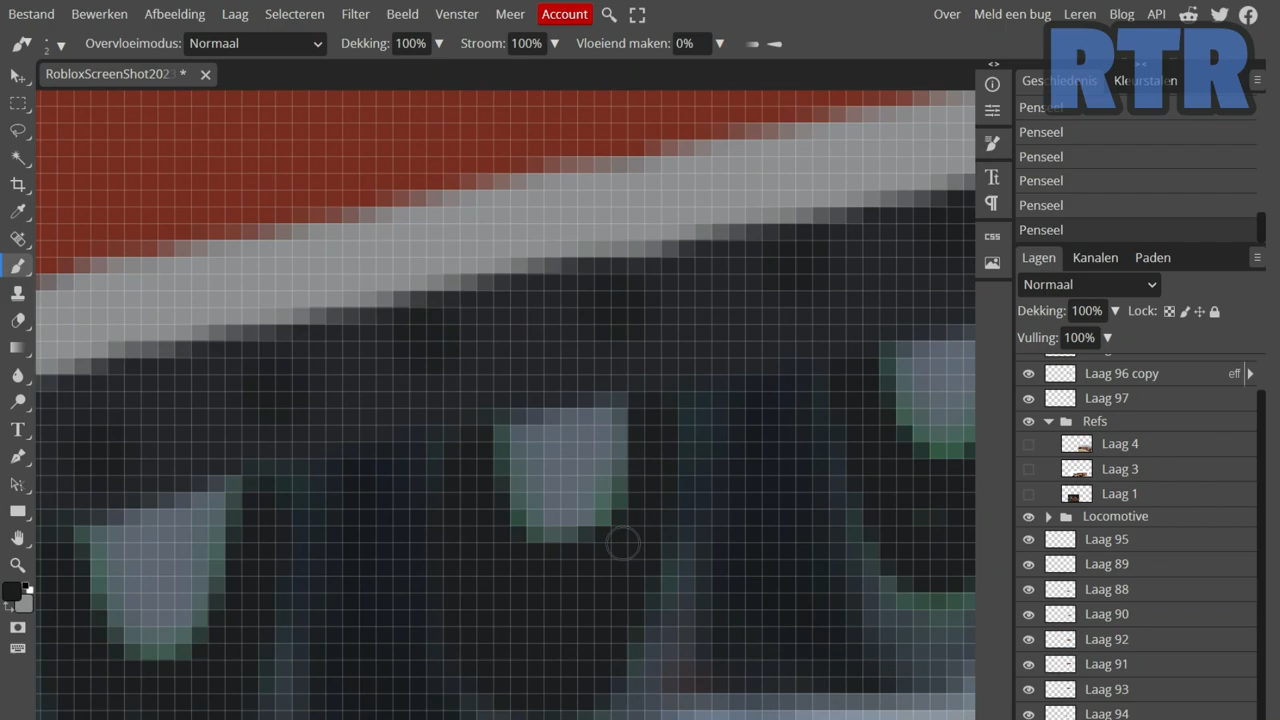 Bestand Bewerken Afbeelding Laag Selecteren Filter Beeld Venster Meer Account Over Meld een bug Leren Blog API
2 Overvloeimodus: Normaal Dekking: 100% Stroom: 100% Vloeiend maken: 0%
RobloxScreenShot2023 *
<> ><
Geschiedenis Kleurstalen
RTR
Penseel
Penseel
Penseel
Penseel
Penseel
Penseel
CSS
Lagen Kanalen Paden
Normaal
Dekking: 100% Lock:
Vulling: 100%
Laag 96 copy eff
Laag 97
Refs
Laag 4
Laag 3
Laag 1
Locomotive
Laag 95
Laag 89
Laag 88
Laag 90
Laag 92
Laag 91
Laag 93
Laag 94